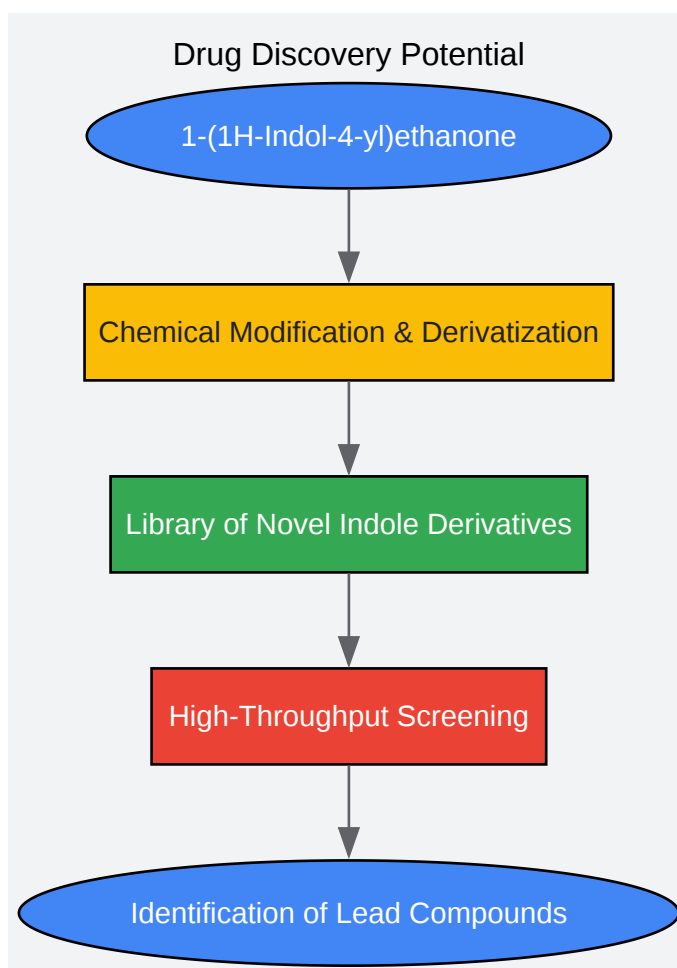 Drug Discovery Potential
1-(1H-Indol-4-yl)ethanone
Chemical Modification & Derivatization
Library of Novel Indole Derivatives
High-Throughput Screening
Identification of Lead Compounds